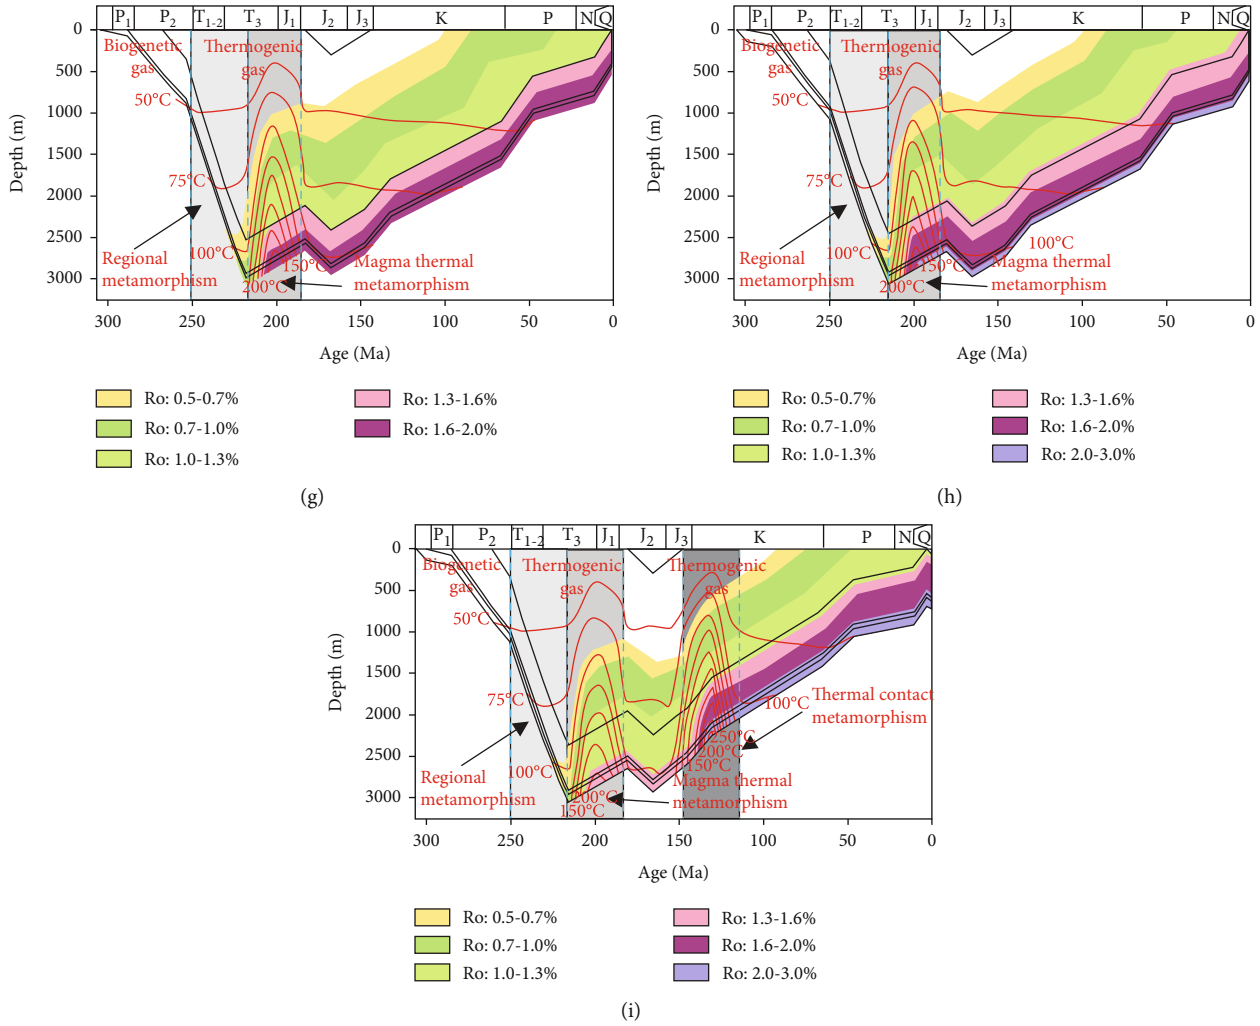 P1 P2 T1-2 T3 J1 J2 J3 K P N Q
0
500
1000
1500
2000
2500
3000
Depth (m)
Biogenetic
gas
Thermogenic
gas
50°C
75°C
100°C
150°C
200°C
Regional
metamorphism
Magma thermal
metamorphism
300 250 200 150 100 50 0
Age (Ma)
Ro: 0.5-0.7%
Ro: 0.7-1.0%
Ro: 1.0-1.3%
Ro: 1.3-1.6%
Ro: 1.6-2.0%
(g)
P1 P2 T1-2 T3 J1 J2 J3 K P N Q
0
500
1000
1500
2000
2500
3000
Depth (m)
Biogenetic
gas
Thermogenic
gas
50°C
75°C
100°C
150°C
200°C
100°C
Regional
metamorphism
Magma thermal
metamorphism
300 250 200 150 100 50 0
Age (Ma)
Ro: 0.5-0.7%
Ro: 0.7-1.0%
Ro: 1.0-1.3%
Ro: 1.3-1.6%
Ro: 1.6-2.0%
Ro: 2.0-3.0%
(h)
P1 P2 T1-2 T3 J1 J2 J3 K P N Q
0
500
1000
1500
2000
2500
3000
Depth (m)
Biogenetic
gas
Thermogenic
gas
Thermogenic
gas
50°C
75°C
100°C
200°C
150°C
100°C
250°C
200°C
150°C
Thermal contact
metamorphism
Regional
metamorphism
Magma thermal
metamorphism
300 250 200 150 100 50 0
Age (Ma)
Ro: 0.5-0.7%
Ro: 0.7-1.0%
Ro: 1.0-1.3%
Ro: 1.3-1.6%
Ro: 1.6-2.0%
Ro: 2.0-3.0%
(i)